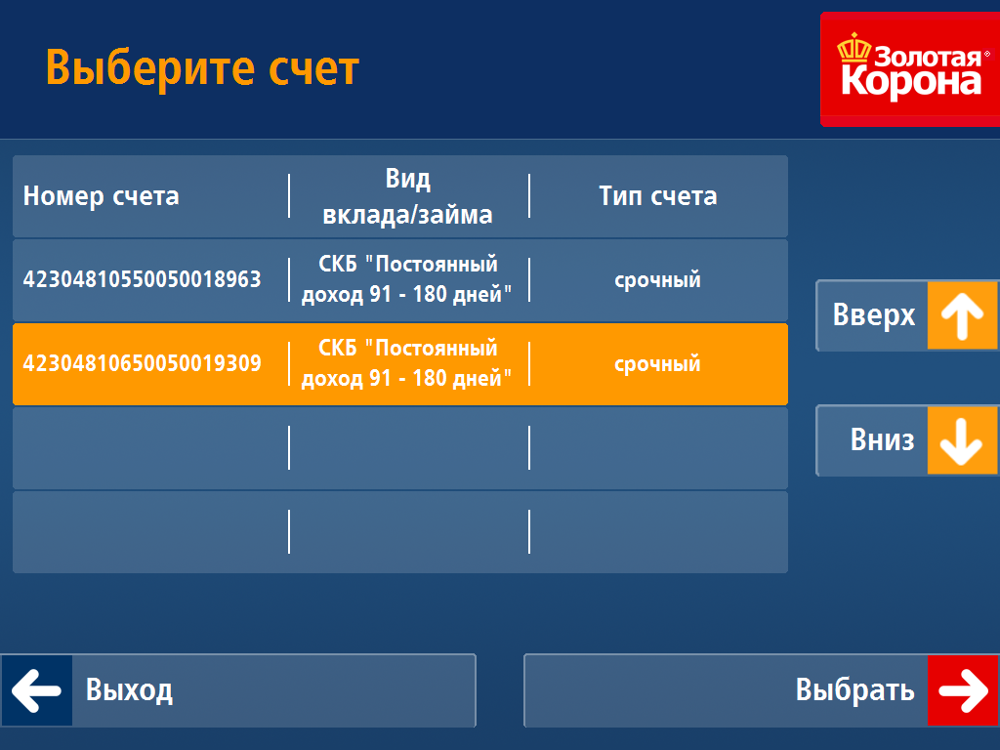 Выберите счет
Золотая
Корона
Номер счета
Вид
вклада/займа
Тип счета
42304810550050018963
СКБ "Постоянный
доход 91 - 180 дней"
срочный
42304810650050019309
СКБ "Постоянный
доход 91 - 180 дней"
срочный
Вверх
Вниз
Выход
Выбрать